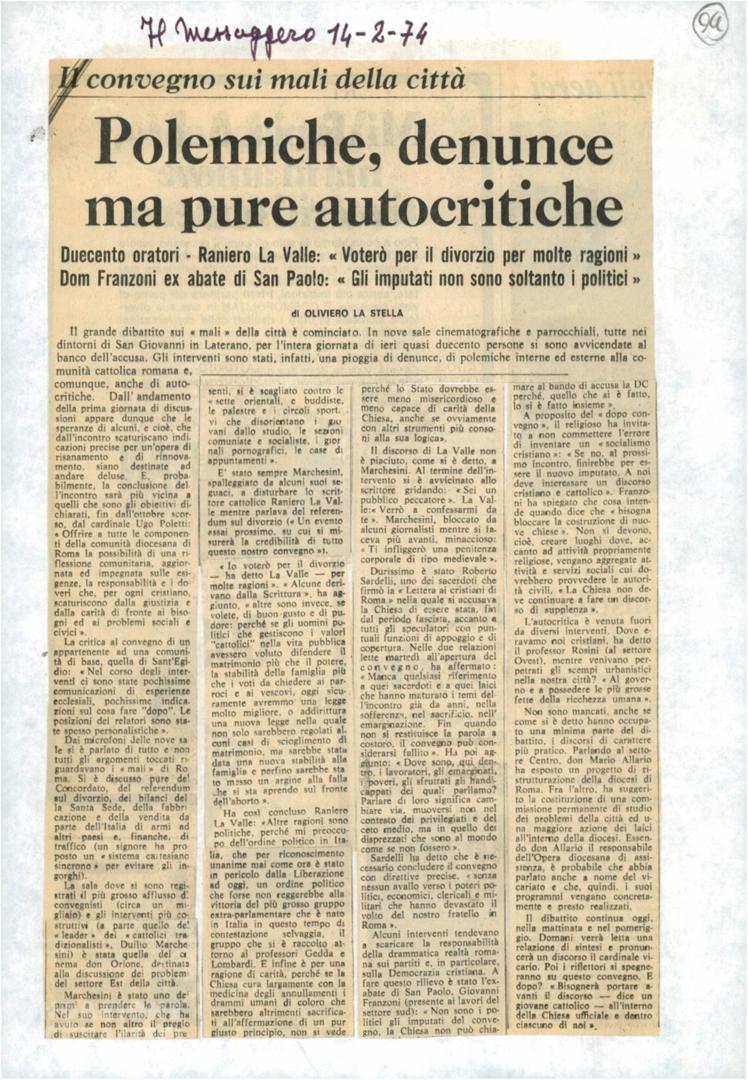 Il Messaggero 14-2-74
94
Il convegno sui mali della città
Polemiche, denunce
ma pure autocritiche
Duecento oratori - Raniero La Valle: « Voterò per il divorzio per molte ragioni »
Dom Franzoni ex abate di San Paolo: « Gli imputati non sono soltanto i politici »
di OLIVIERO LA STELLA
Il grande dibattito sui « mali » della città è cominciato. In nove sale cinematografiche e parrocchiali, tutte nei
dintorni di San Giovanni in Laterano, per l'intera giornata di ieri quasi duecento persone si sono avvicendate al
banco dell'accusa. Gli interventi sono stati, infatti, una pioggia di denunce, di polemiche interne ed esterne alla co-
munità cattolica romana e,
comunque, anche di auto-
critiche. Dall' andamento
della prima giornata di discus-
sioni appare dunque che le
speranze di alcuni, e cioè, che
dall'incontro scaturiscano indi-
cazioni precise per un'opera di
risanamento e di rinnova-
mento, siano destinate ad
andare deluse. E, proba-
bilmente, la conclusione del-
l'incontro sarà più vicina a
quelli che sono gli obiettivi di-
chiarati, fin dall'ottobre scor-
so, dal cardinale Ugo Poletti:
« Offrire a tutte le componen-
ti della comunità diocesana di
Roma la possibilità di una ri-
flessione comunitaria, aggior-
nata ed impegnata sulle esi-
genze, la responsabilità e i do-
veri che, per ogni cristiano,
scaturiscono dalla giustizia e
dalla carità di fronte ai biso-
gni ed ai problemi sociali e
civici ».
La critica al convegno di un
appartenente ad una comuni-
tà di base, quella di Sant'Egi-
dio: « Nel corso degli inter-
venti ci sono state pochissime
comunicazioni di esperienze
ecclesiali, pochissime indica-
zioni sul cosa fare "dopo". Le
posizioni dei relatori sono sta-
te spesso personalistiche ».
Dai microfoni delle nove sa-
le si è parlato di tutto e non
tutti gli argomenti toccati ri-
guardavano i « mali » di Ro-
ma. Si è discusso pure del
Concordato, del referendum
sul divorzio, dei bilanci del-
la Santa Sede, della fabbri-
cazione e della vendita da
parte dell'Italia di armi ad
altri paesi e, finanche, di
traffico (un signore ha pro
posto un « sistema cartesiano
sincrono » per evitare gli in-
gorghi).
La sala dove si sono regi-
strati il più grosso afflusso di
convegnisti (circa un mi-
gliaio) e gli interventi più co-
struttivi (a parte quello de'
« leader » dei « cattolici tra-
dizionalisti », Duilio Marche
sini) è stata quella del ci
nema don Orione, destinata
alla discussione dei problemi
del settore Est della città.
Marchesini è stato uno de'
primi a prendere la parola.
Nel suo intervento, che ha
avuto se non altro il pregio
di suscitare l'ilarità dei pre
senti, si è scagliato contro le
« sette orientali, e buddiste,
le palestre e i circoli sport.
vi che disorientano i gio
vani dallo studio, le sezioni
comuniste e socialiste, i gior
nali pornografici, le case di
appuntamenti ».
E' stato sempre Marchesini,
spalleggiato da alcuni suoi se-
guaci, a disturbare lo scrit-
tore cattolico Raniero La Val-
le mentre parlava del referen-
dum sul divorzio (« Un evento
assai prossimo, su cui si mi-
surerà la credibilità di tutto
questo nostro convegno »).
« Io voterò per il divorzio
— ha detto La Valle — per
molte ragioni ». « Alcune deri-
vano dalla Scrittura », ha ag-
giunto, « altre sono invece, se
volete, di buon gusto e di pu-
dore: perché se gli uomini po-
litici che gestiscono i valori
"cattolici" nella vita pubblica
avessero voluto difendere il
matrimonio più che il potere,
la stabilità della famiglia più
che i voti da chiedere ai par-
roci e ai vescovi, oggi sicu-
ramente avremmo una legge
molto migliore, o addirittura
una nuova legge nella quale
non solo sarebbero regolati al-
cuni casi di scioglimento di
matrimonio, ma sarebbe stata
data una nuova stabilità alla
famiglia e perfino sarebbe sta
to messo un argine alla falla
che si sta aprendo sul fronte
dell'aborto ».
Ha così concluso Raniero
La Valle: «Altre ragioni sono
politiche, perché mi preoccu-
po dell'ordine politico in Ita-
lia, che per riconoscimento
unanime mai come ora è stato
in pericolo dalla Liberazione
ad oggi, un ordine politico
che forse non reggerebbe alla
vittoria del più grosso gruppo
extra-parlamentare che è nato
in Italia in questo tempo di
contestazione selvaggia, il
gruppo che si è raccolto at-
torno ai professori Gedda e
Lombardi. E infine è per una
ragione di carità, perché se la
Chiesa cura largamente con la
medicina degli annullamenti i
drammi umani di coloro che
sarebbero altrimenti sacrifica-
ti all'affermazione di un pur
giusto principio, non si vede
perché lo Stato dovrebbe es-
sere meno misericordioso e
meno capace di carità della
Chiesa, anche se ovviamente
con altri strumenti più conso-
ni alla sua logica».
Il discorso di La Valle non
è piaciuto, come si è detto, a
Marchesini. Al termine dell'in-
tervento si è avvicinato allo
scrittore gridando: « Sei un
pubblico peccatore ». La Val-
le:«Verrò a confessarmi da
te ». Marchesini, bloccato da
alcuni giornalisti mentre si fa-
ceva più avanti, minaccioso:
« Ti infliggerò una penitenza
corporale di tipo medievale ».
Durissimo è stato Roberto
Sardelli, uno dei sacerdoti che
firmò la « Lettera ai cristiani di
Roma » nella quale si accusava
la Chiesa di essere stata, fin
dal periodo fascista, accanto a
tutti gli speculatori con pun-
tuali funzioni di appoggio e di
copertura. Nelle due relazioni
lette martedì all'apertura del
convegno, ha affermato:
« Manca qualsiasi riferimento
a quei sacerdoti e a quei laici
che hanno maturato i temi del-
l'incontro già da anni, nella
sofferenza, nel sacrificio, nell'
emarginazione. Fin quando
non si restituisce la parola a
costoro, il convegno può con-
siderarsi fallito ». Ha poi ag-
giunto: « Dove sono, qui den-
tro, i lavoratori, gli emarginati,
i poveri, gli sfruttati gli handi-
cappati dei quali parliamo?
Parlare di loro significa cam-
biare via, muoversi non nel
contesto dei privilegiati e del
ceto medio, ma in quello dei
disprezzati che sono al mondo
come se non fossero ».
Sardelli ha detto che è ne-
cessario concludere il convegno
con direttive precise, « senza
nessun avallo verso i poteri po-
litici, economici, clericali e mi-
litari che hanno devastato il
volto del nostro fratello in
Roma ».
Alcuni interventi tendevano
a scaricare la responsabilità
della drammatica realtà roma-
na sui partiti e, in particolare,
sulla Democrazia cristiana. A
fare questo rilievo è stato l'ex-
abate di San Paolo, Giovanni
Franzoni (presente ai lavori del
settore sud): « Non sono i po-
litici gli imputati del conve-
gno, la Chiesa non può chia-
mare al bando di accusa la DC
perché, quello che si è fatto,
lo si è fatto insieme ».
A proposito del « dopo con-
vegno », il religioso ha invita-
to a non commettere l'errore
di inventare un « socialismo
cristiano »: « Se no, al prossi-
mo incontro, finirebbe per es-
sere il nuovo imputato. A noi
deve interessare un discorso
cristiano e cattolico ». Franzo-
ni ha spiegato che cosa inten-
de quando dice che « bisogna
bloccare la costruzione di nuo-
ve chiese ». Non si devono,
cioè, creare luoghi dove, ac-
canto ad attività propriamente
religiose, vengano aggregate at-
tività e servizi sociali cui do-
vrebbero provvedere le autori-
tà civili, « La Chiesa non de-
ve continuare a fare un discor-
so di supplenza ».
L'autocritica è venuta fuori
da diversi interventi. Dove e-
ravamo noi cristiani, ha detto
il professor Rosini (al settore
Ovest), mentre venivano per-
petrati gli scempi urbanistici
nella nostra città? « Al gover-
no e a possedere le più grosse
fette della ricchezza umana ».
Non sono mancati, anche se
come si è detto hanno occupa-
to una minima parte del di-
battito, i discorsi di carattere
più pratico. Parlando al setto-
re Centro, don Mario Allario
ha esposto un progetto di ri-
strutturazione della diocesi di
Roma. Fra l'altro, ha suggeri-
to la costituzione di una com-
missione permanente di studio
dei problemi della città ed u-
na maggiore azione dei laici
all'interno della diocesi. Essen-
do don Allario il responsabile
dell'Opera diocesana di assi-
stenza, è probabile che abbia
parlato anche a nome del vi-
cariato e che, quindi, i suoi
programmi vengano concreta-
mente e presto realizzati.
Il dibattito continua oggi,
nella mattinata e nel pomerig-
gio. Domani verrà letta una
relazione di sintesi e pronun-
cerà un discorso il cardinale vi-
cario. Poi i riflettori si spegne-
ranno su questo convegno. E
dopo? « Bisognerà portare a-
vanti il discorso — dice un
giovane cattolico — all'interno
della Chiesa ufficiale e dentro
ciascuno di noi ».